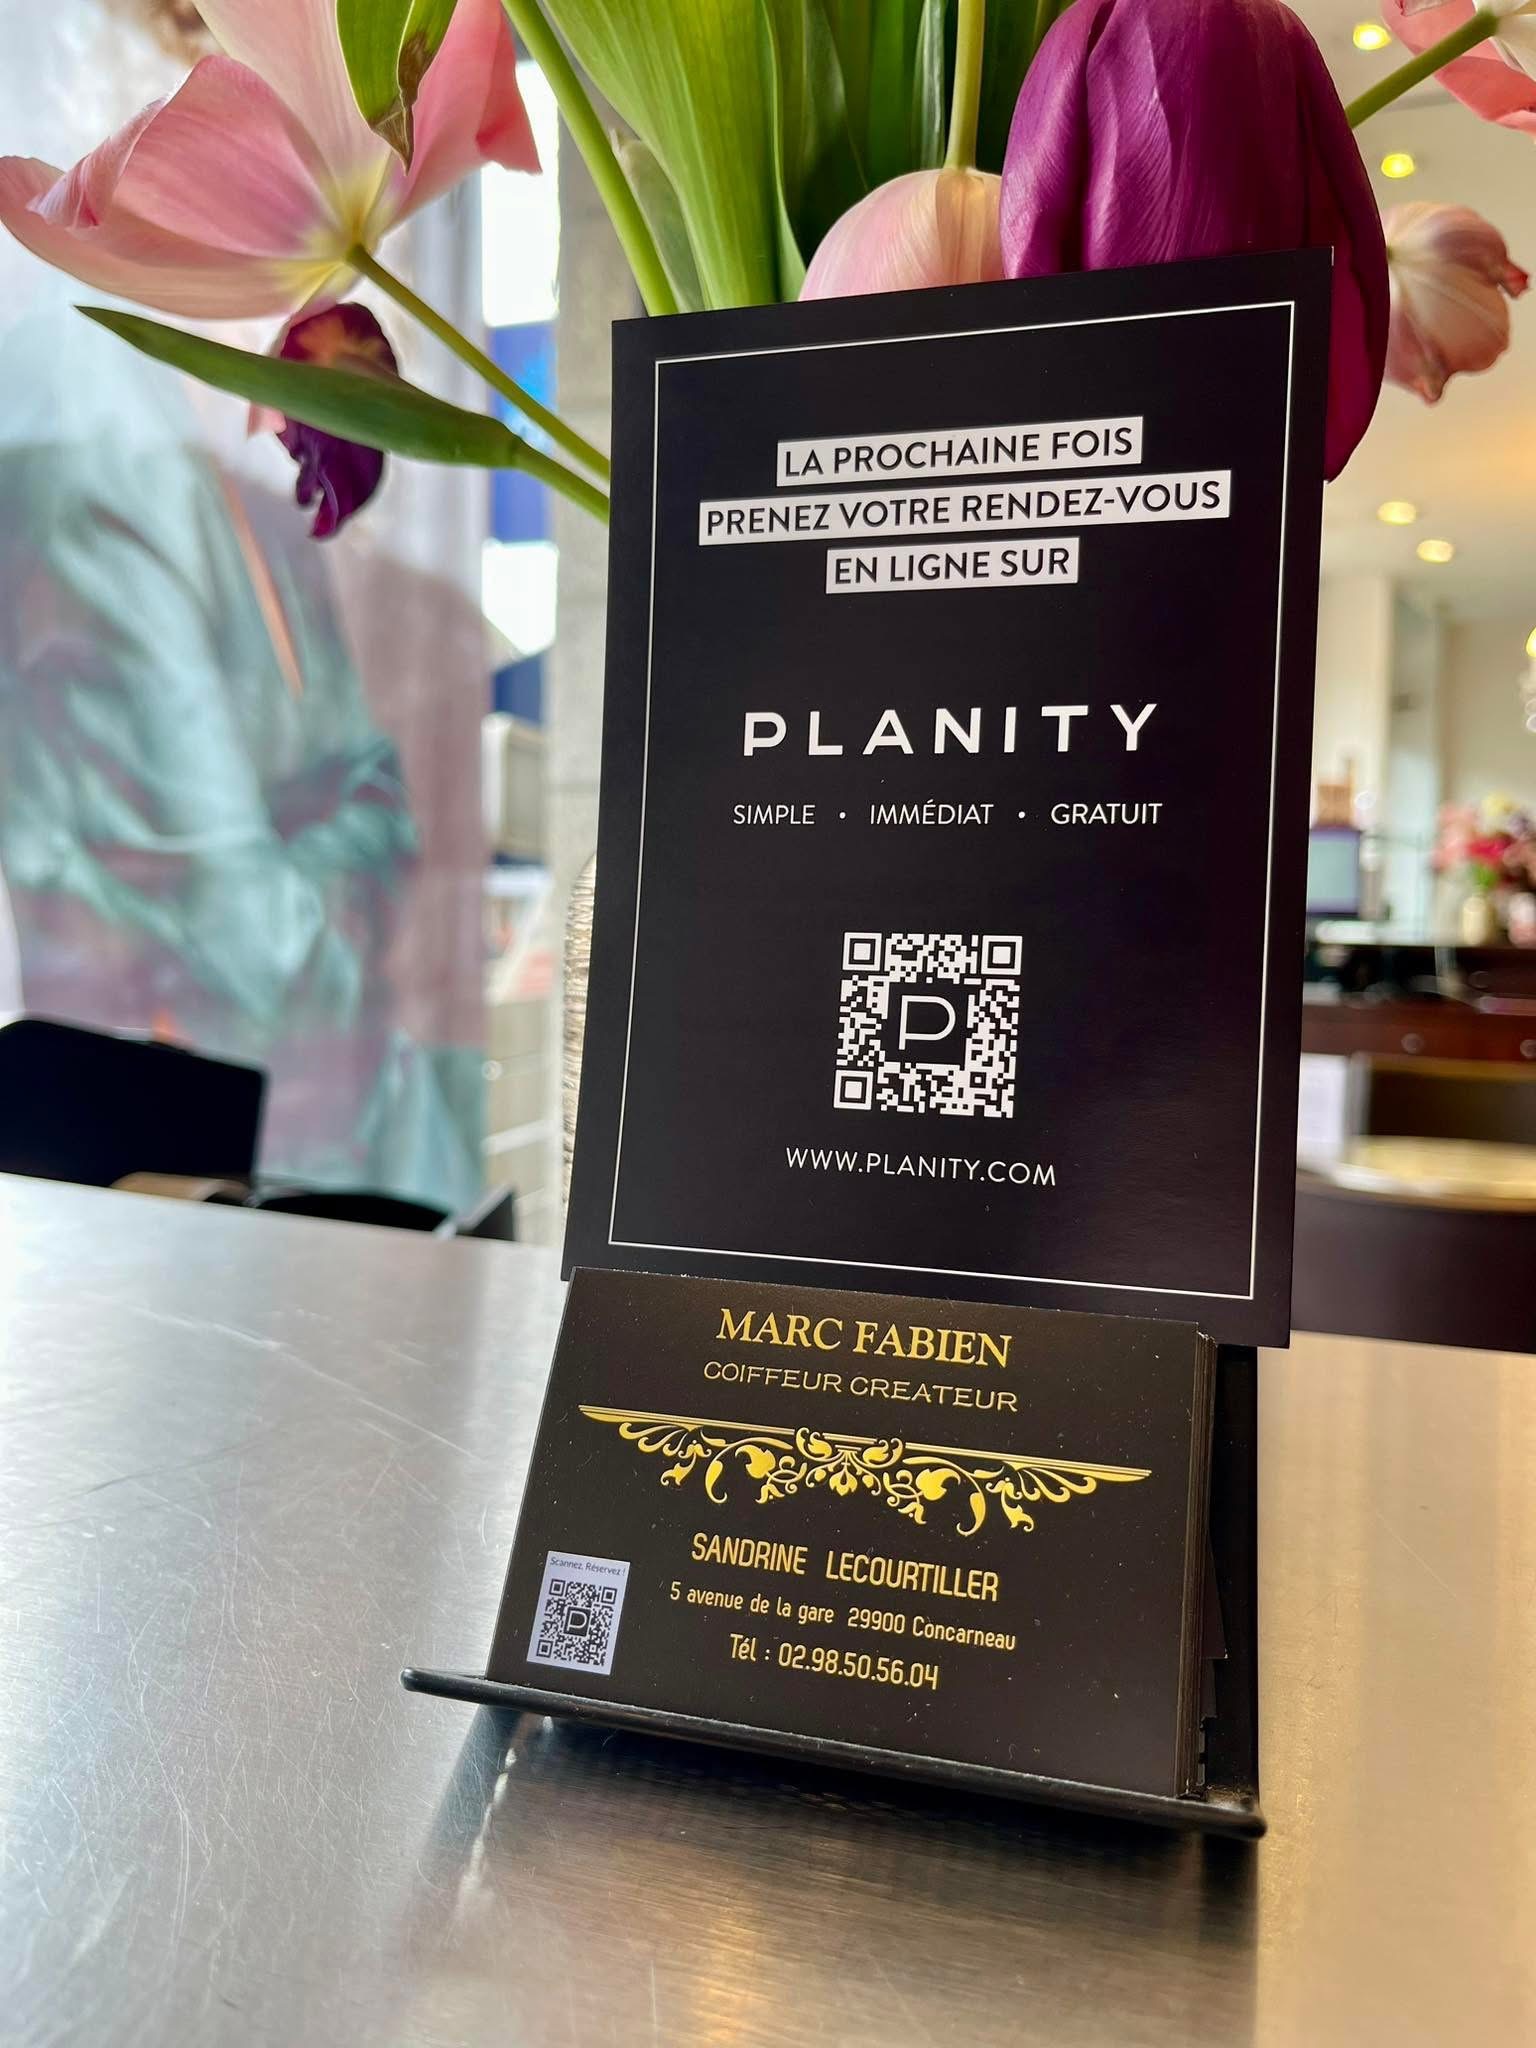 LA PROCHAINE FOIS
PRENEZ VOTRE RENDEZ-VOUS
EN LIGNE SUR
PLANITY
SIMPLE • IMMÉDIAT • GRATUIT
P
WWW.PLANITY.COM
MARC FABIEN
COIFFEUR CREATEUR
SANDRINE LECOURTILLER
5 avenue de la gare 29900 Concarneau
Tél : 02.98.50.56.04
Scannez, Réservez !
P